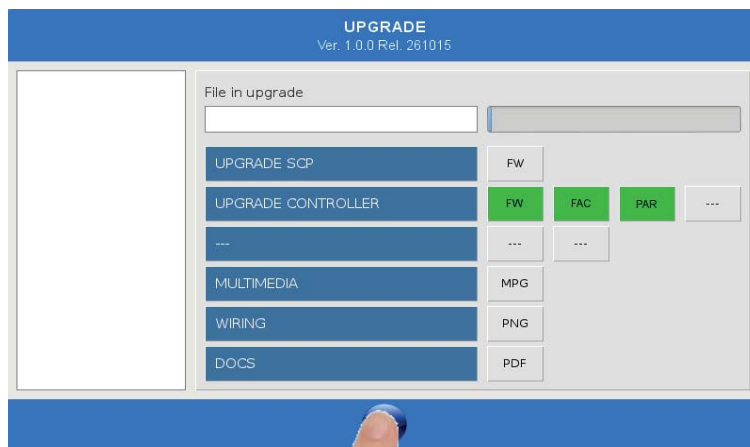 UPGRADE
Ver. 1.0.0 Rel. 261015
File in upgrade
UPGRADE SCP FW
UPGRADE CONTROLLER FW FAC PAR ---
--- --- ---
MULTIMEDIA MPG
WIRING PNG
DOCS PDF